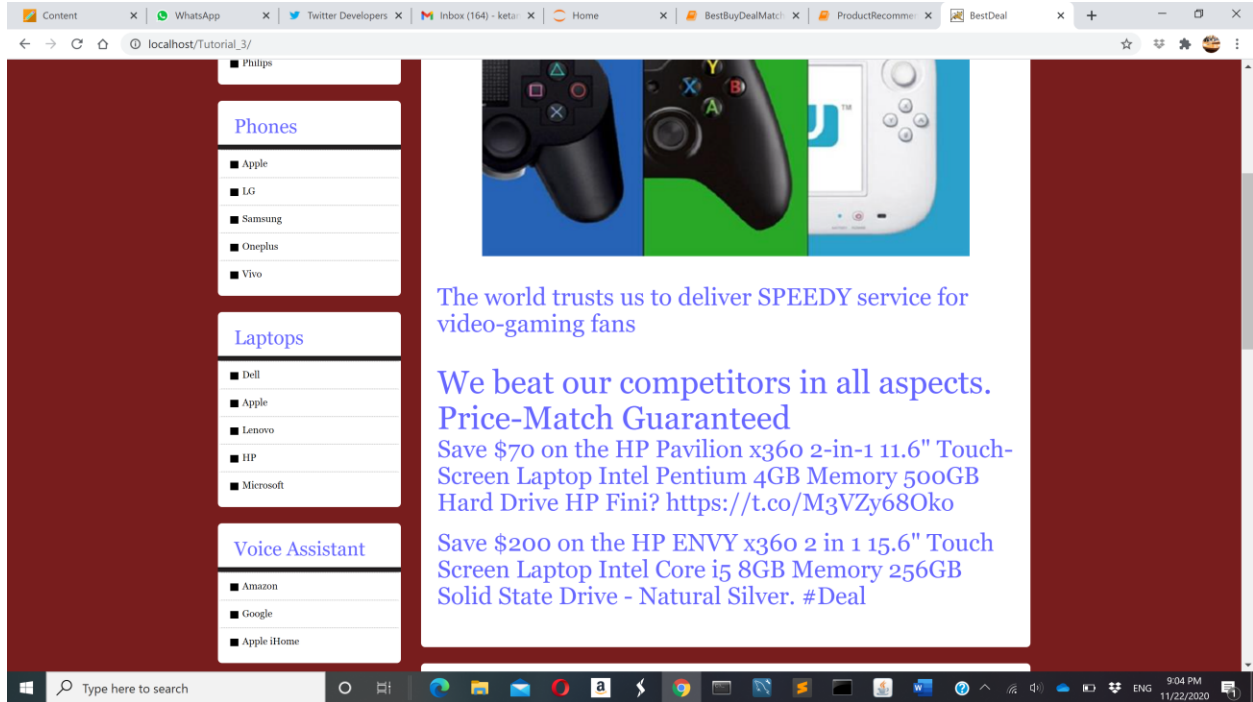 Content
WhatsApp
Twitter Developers
Inbox (164) - ketar
Home
BestBuyDealMatch
ProductRecommen
BestDeal
localhost/Tutorial_3/
Philips
Phones
Apple
LG
Samsung
Oneplus
Vivo
Laptops
Dell
Apple
Lenovo
HP
Microsoft
Voice Assistant
Amazon
Google
Apple iHome
Y
X
B
A
TM
The world trusts us to deliver SPEEDY service for
video-gaming fans
We beat our competitors in all aspects.
Price-Match Guaranteed
Save $70 on the HP Pavilion x360 2-in-1 11.6" Touch-
Screen Laptop Intel Pentium 4GB Memory 500GB
Hard Drive HP Fini? https://t.co/M3VZy68Oko
Save $200 on the HP ENVY x360 2 in 1 15.6" Touch
Screen Laptop Intel Core i5 8GB Memory 256GB
Solid State Drive - Natural Silver. #Deal
Type here to search
ENG
9:04 PM
11/22/2020